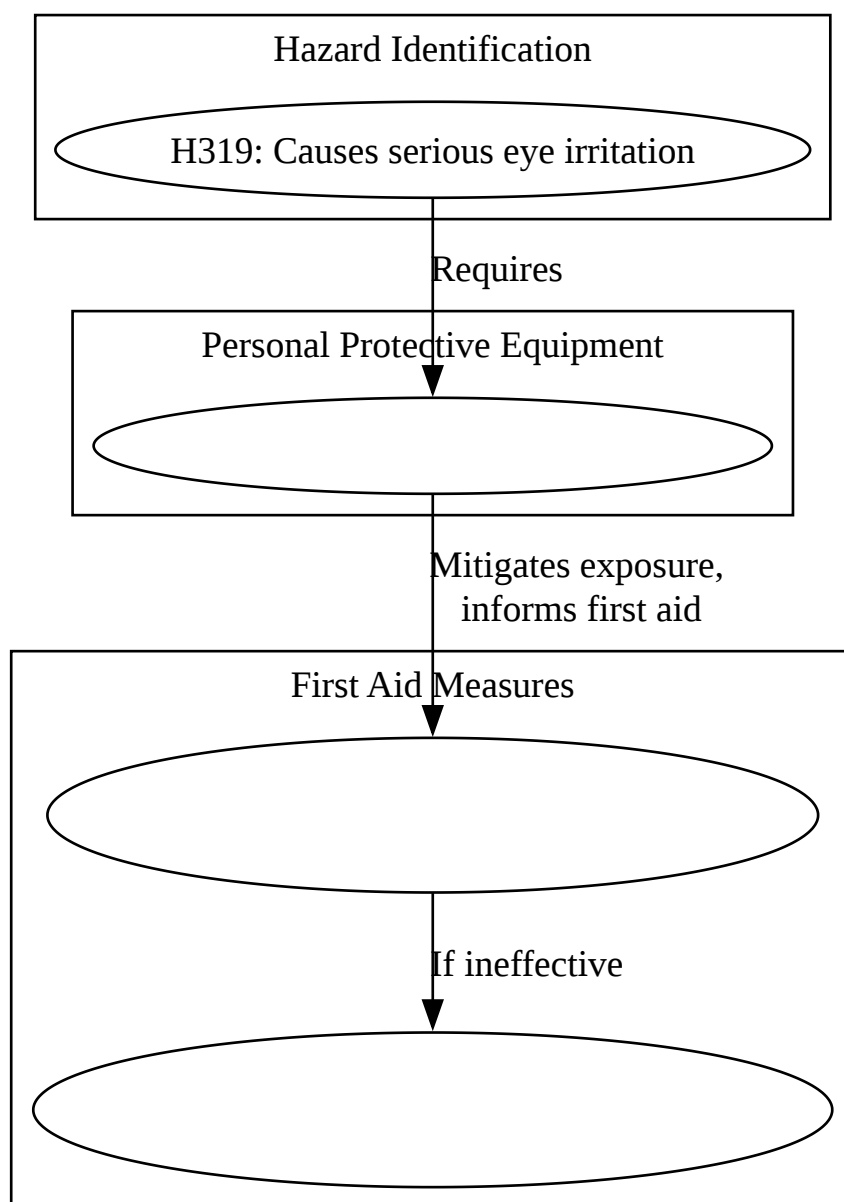 Hazard Identification
H319: Causes serious eye irritation
Requires
Personal Protective Equipment
Mitigates exposure,
informs first aid
First Aid Measures
If ineffective